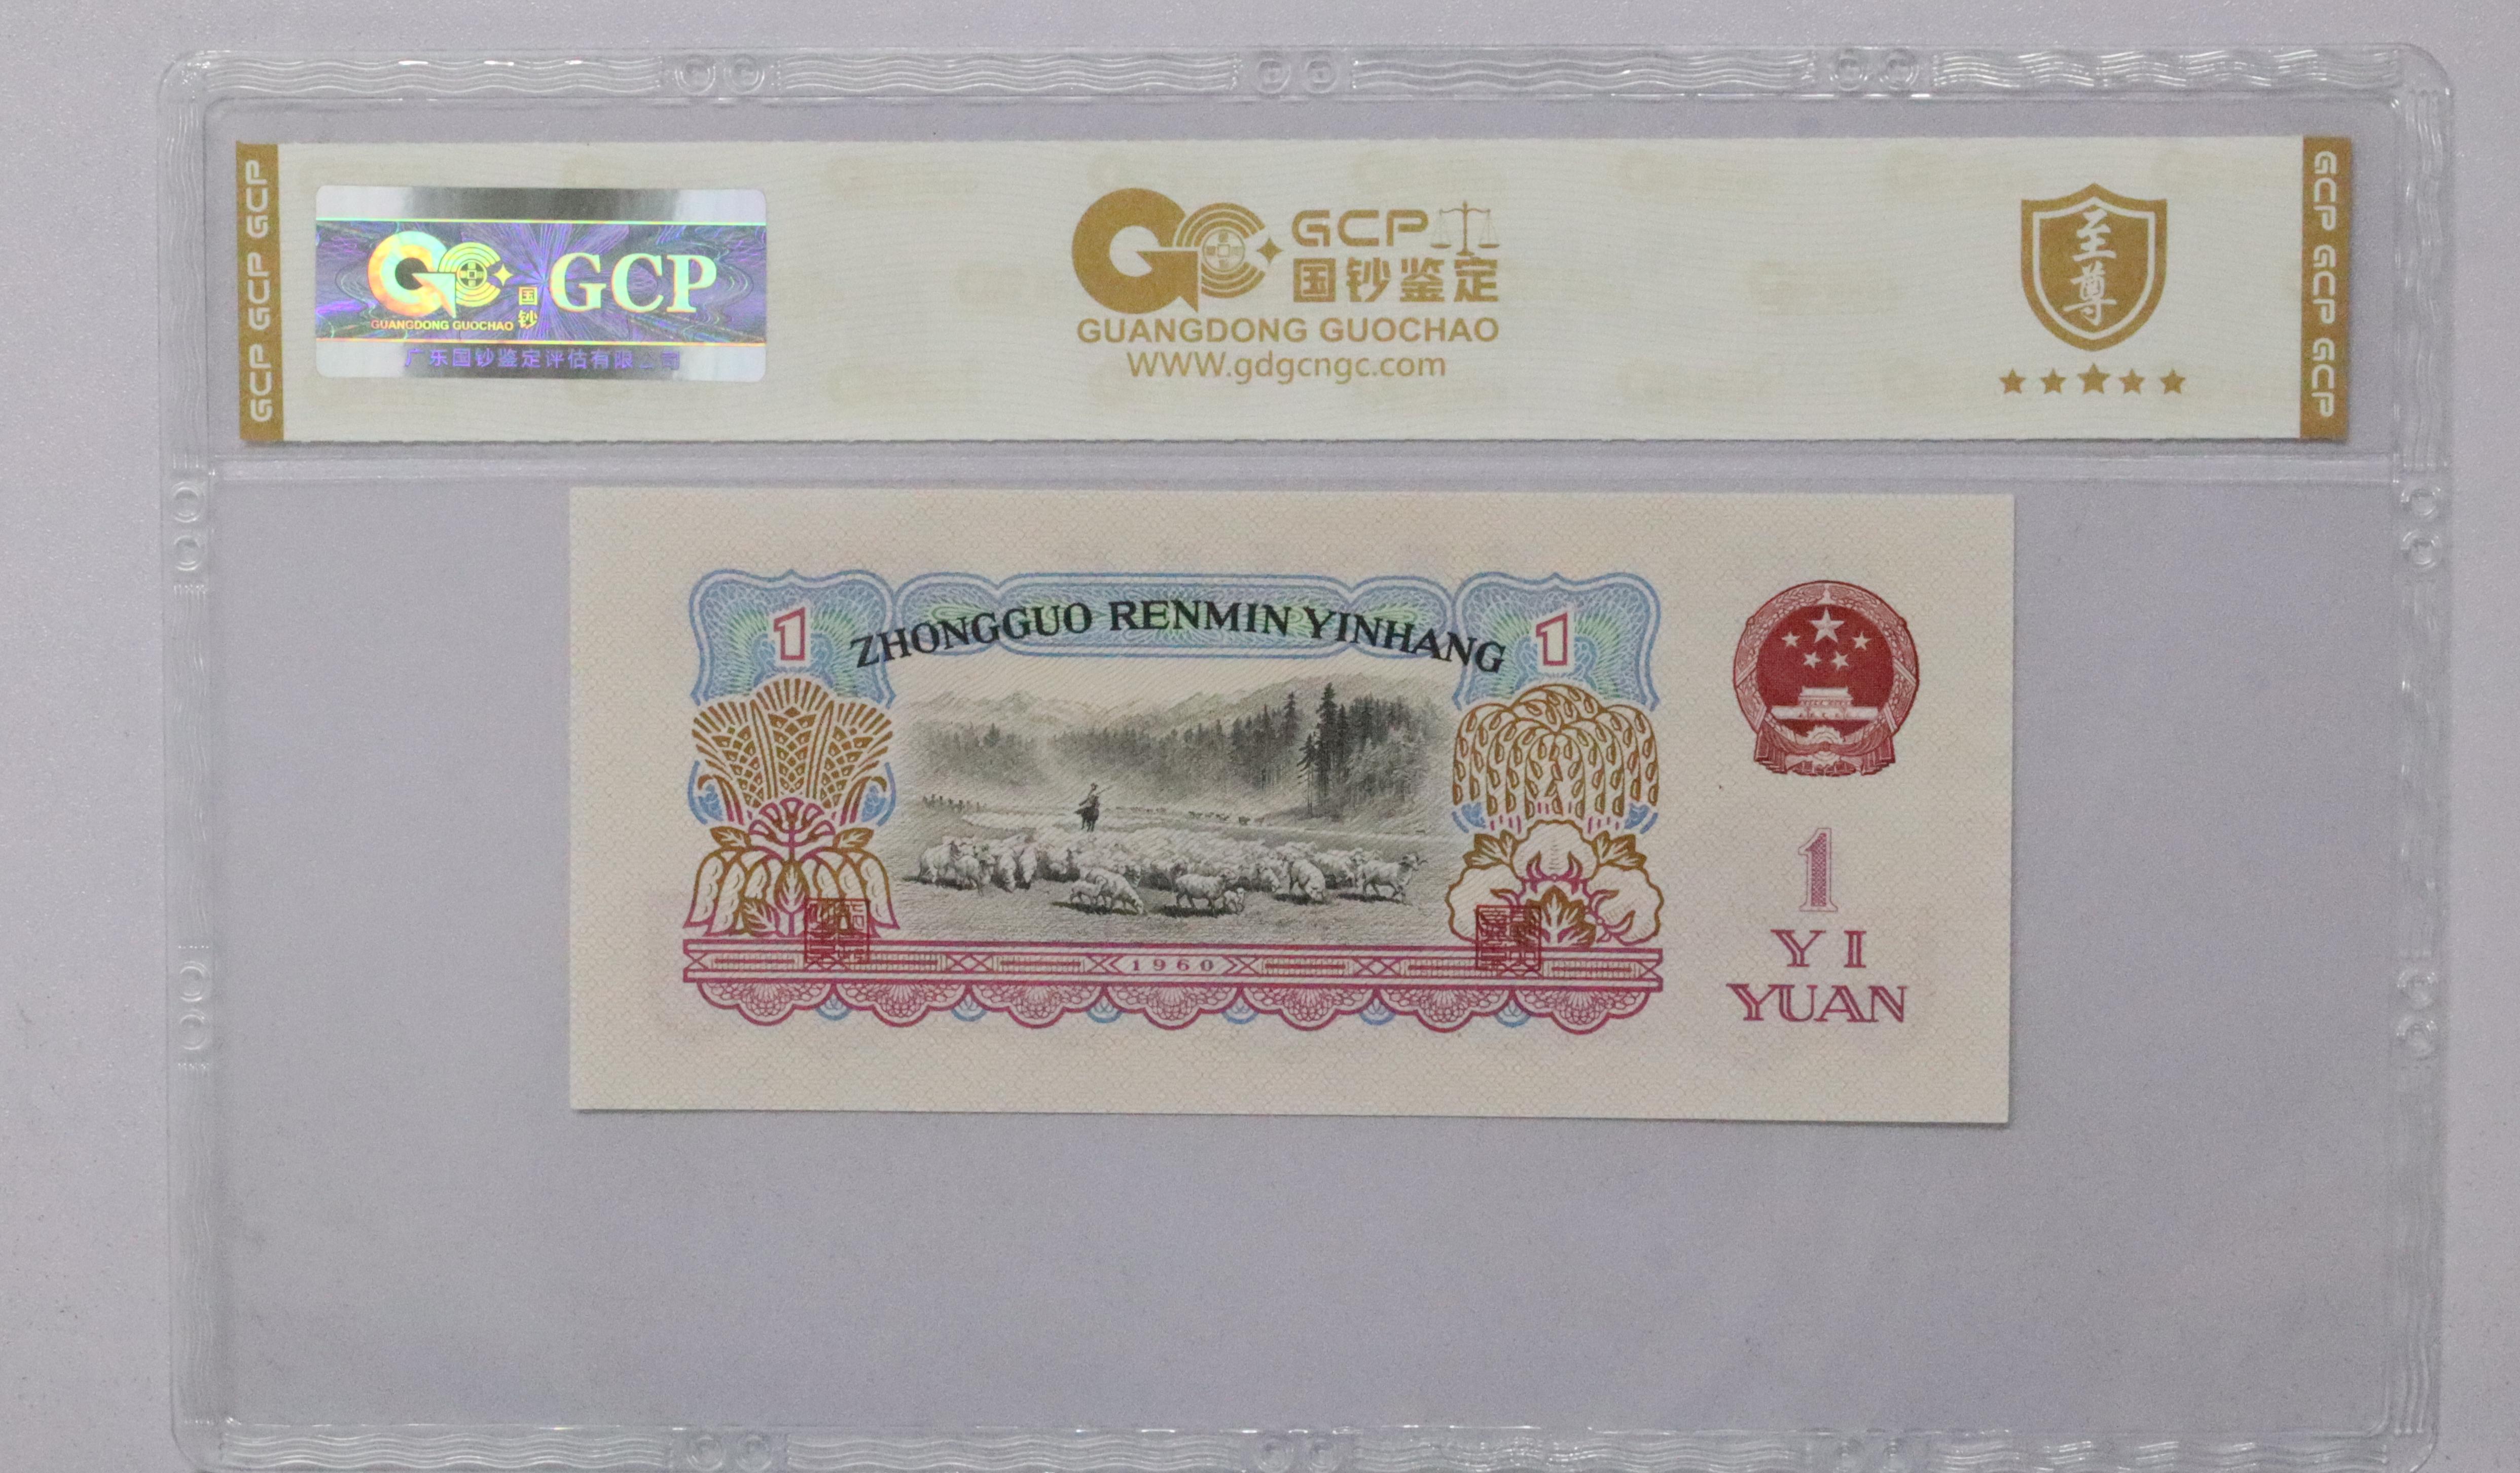 GCP GCP GCP
国钞
GCP
GUANGDONG GUOCHAO
广东国钞鉴定评估有限公司
GCP
国钞鉴定
GUANGDONG GUOCHAO
WWW.gdgcngc.com
至尊
GCP GCP GCP
ZHONGGUO RENMIN YINHANG
1
1
1960
1
YI
YUAN